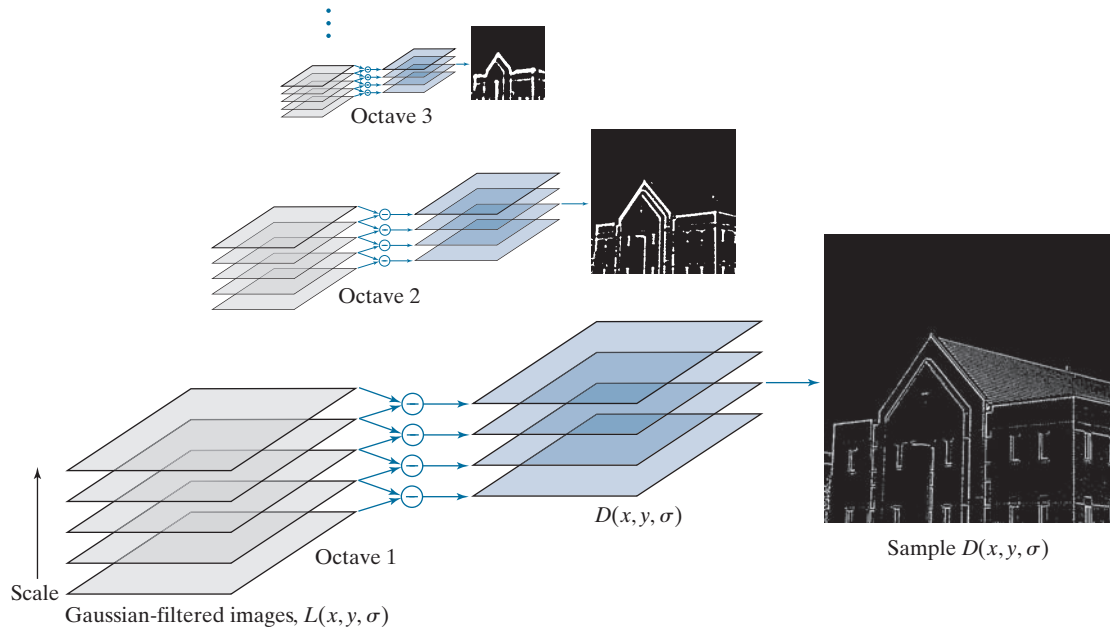 Octave 3
Octave 2
Octave 1
D(x, y, σ)
Sample D(x, y, σ)
Scale
Gaussian-filtered images, L(x, y, σ)